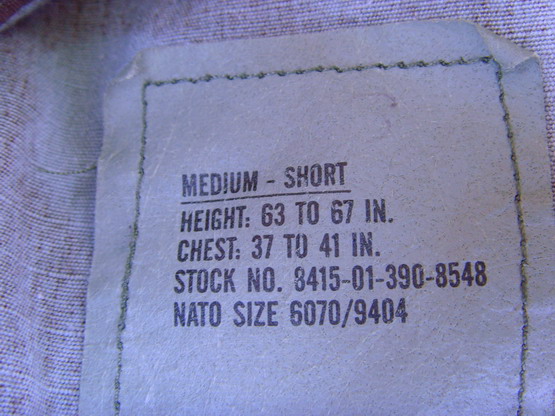 MEDIUM - SHORT
HEIGHT: 63 TO 67 IN.
CHEST: 37 TO 41 IN.
STOCK NO. 8415-01-390-8548
NATO SIZE 6070/9404